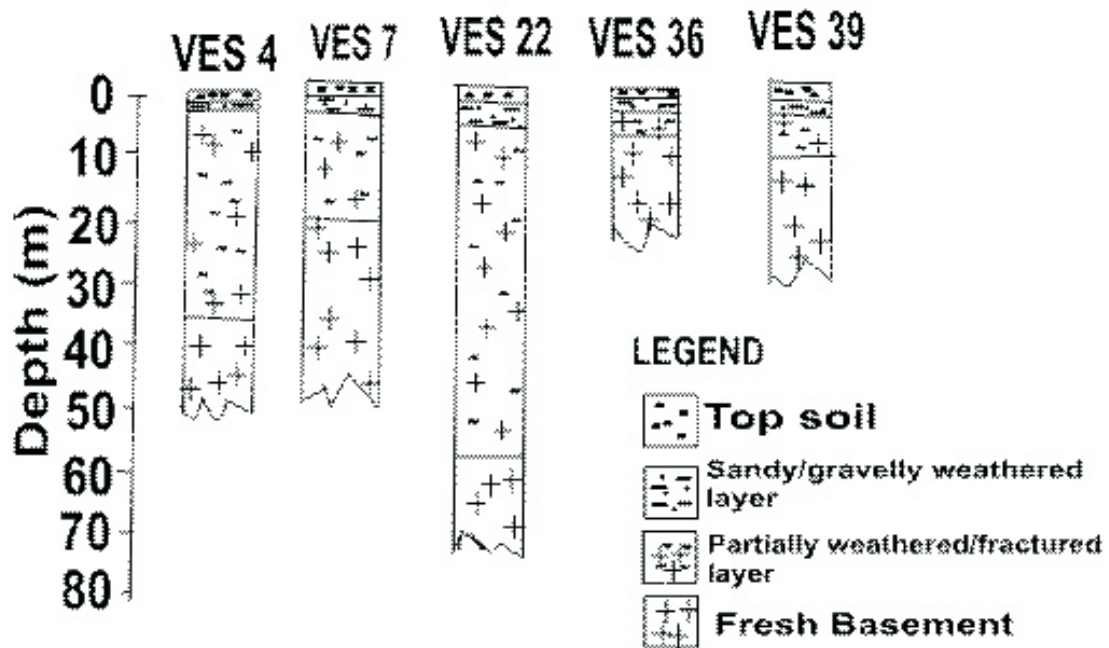 VES 4 VES 7 VES 22 VES 36 VES 39
Depth (m)
0
10
20
30
40
50
60
70
80
LEGEND
Top soil
Sandy/gravelly weathered
layer
Partially weathered/fractured
layer
Fresh Basement